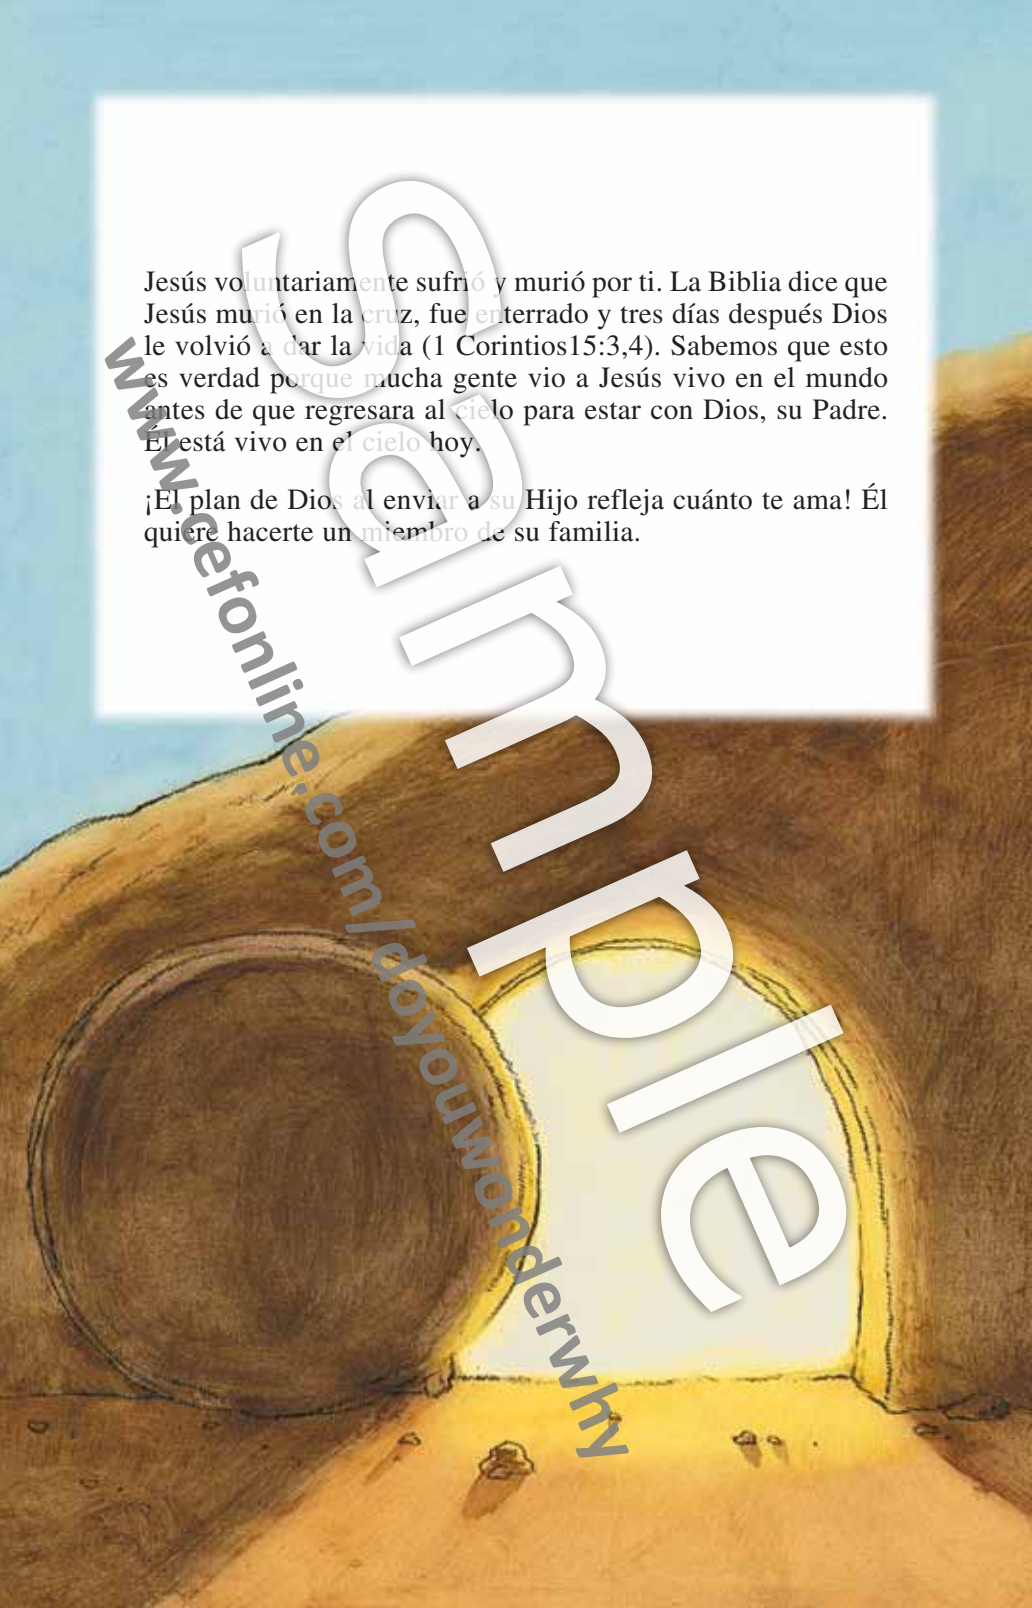 Jesús voluntariamente sufrió y murió por ti. La Biblia dice que
Jesús murió en la cruz, fue enterrado y tres días después Dios
le volvió a dar la vida (1 Corintios15:3,4). Sabemos que esto
es verdad porque mucha gente vio a Jesús vivo en el mundo
antes de que regresara al cielo para estar con Dios, su Padre.
Él está vivo en el cielo hoy.
¡El plan de Dios al enviar a su Hijo refleja cuánto te ama! Él
quiere hacerte un miembro de su familia.
Sample
www.cefonline.com/doyouwonderwhy